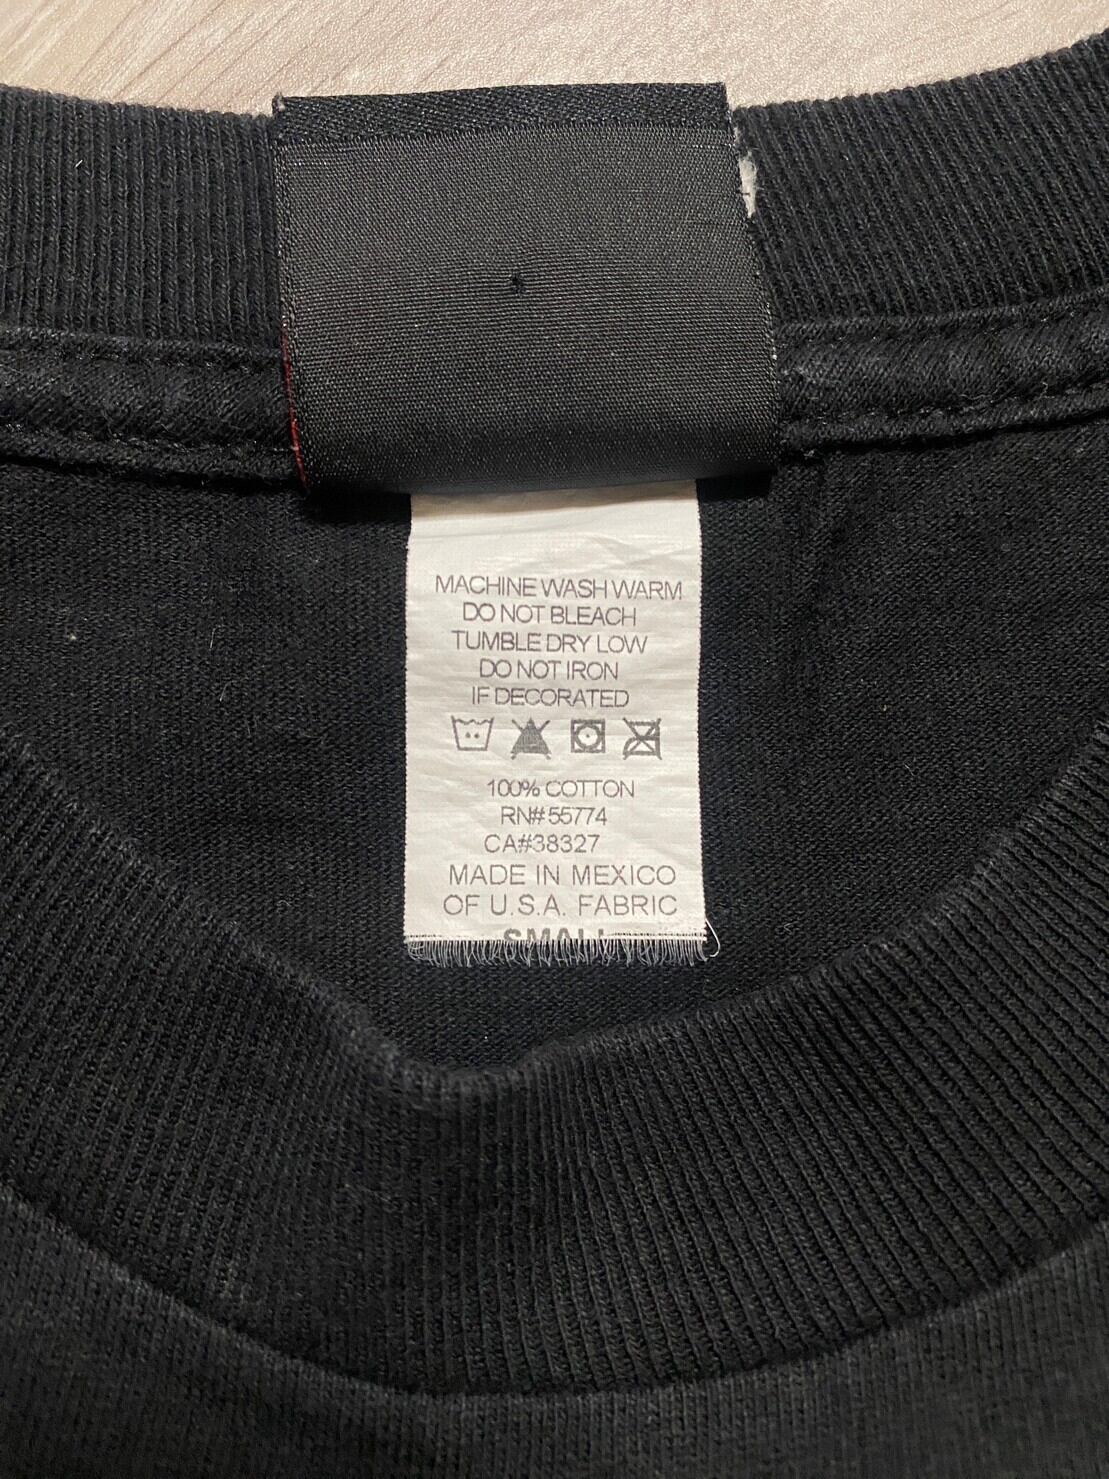 MACHINE WASH WARM
DO NOT BLEACH
TUMBLE DRY LOW
DO NOT IRON
IF DECORATED
100% COTTON
RN#55774
CA#38327
MADE IN MEXICO
OF U.S.A. FABRIC
SMALL